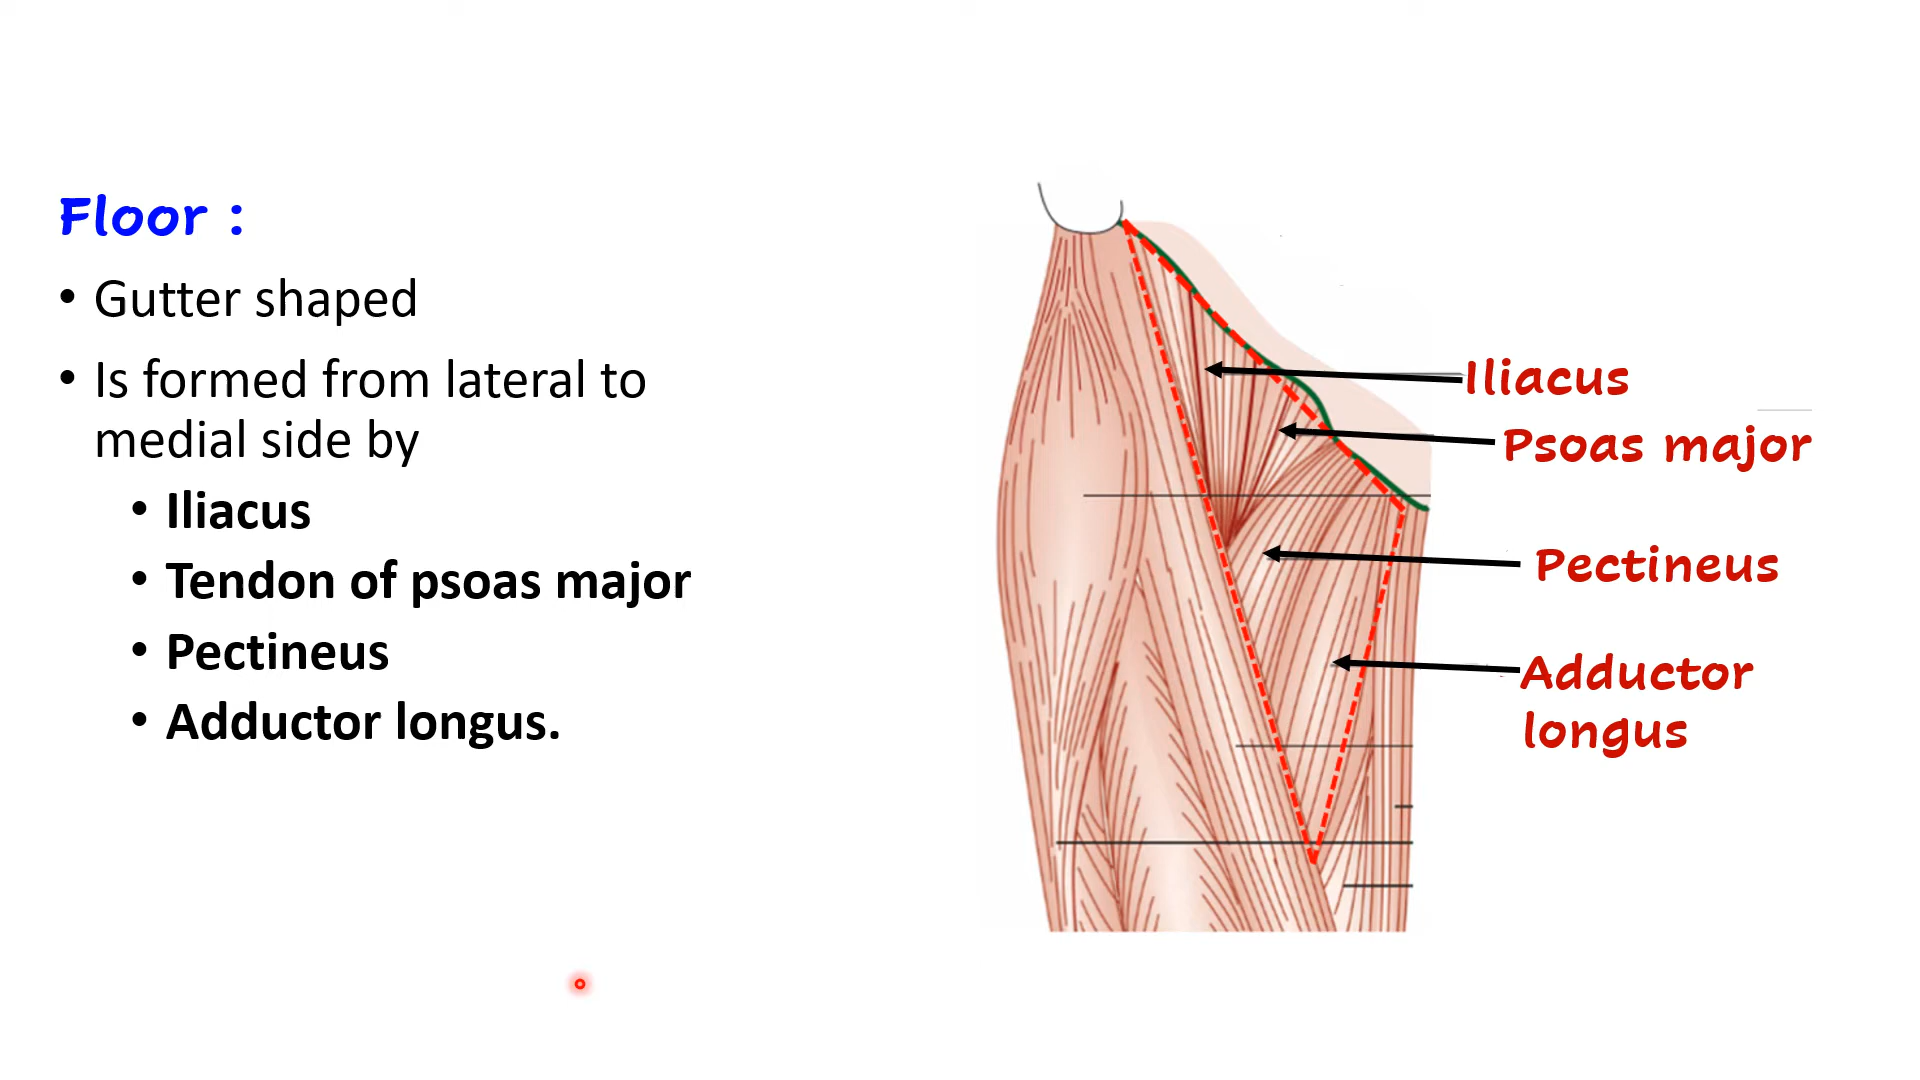 Floor :
• Gutter shaped
• Is formed from lateral to
medial side by
• Iliacus
• Tendon of psoas major
• Pectineus
• Adductor longus.
Iliacus
Psoas major
Pectineus
Adductor
longus